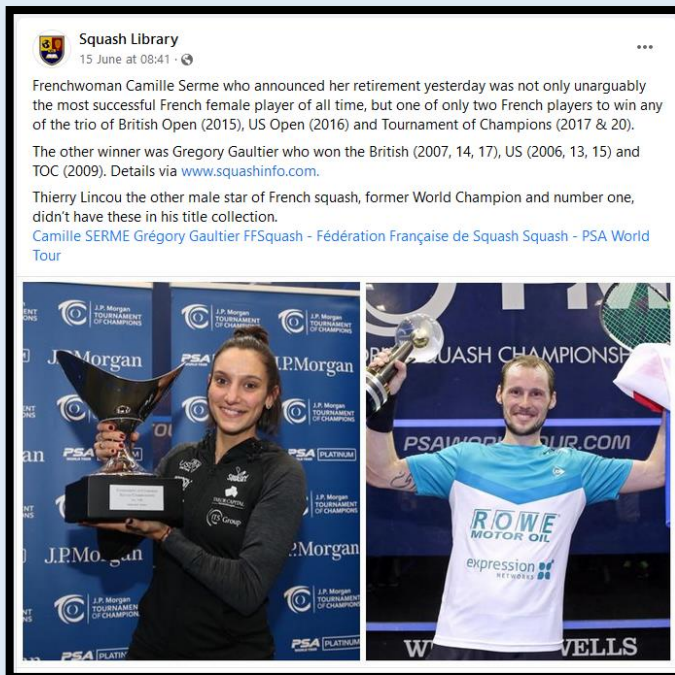 Squash Library
15 June at 08:41 ·
Frenchwoman Camille Serme who announced her retirement yesterday was not only unarguably
the most successful French female player of all time, but one of only two French players to win any
of the trio of British Open (2015), US Open (2016) and Tournament of Champions (2017 & 20).
The other winner was Gregory Gaultier who won the British (2007, 14, 17), US (2006, 13, 15) and
TOC (2009). Details via www.squashinfo.com.
Thierry Lincou the other male star of French squash, former World Champion and number one,
didn't have these in his title collection.
Camille SERME Grégory Gaultier FFSquash - Fédération Française de Squash Squash - PSA World
Tour
J.P. Morgan
TOURNAMENT
OF CHAMPIONS
J.P.Morgan
PSA
PSA PLATINUM
ITS Group
SQUASH CHAMPIONSH
PSAWORLDTOUR.COM
ROWE
MOTOR OIL
expression
NETWORKS
WELLS